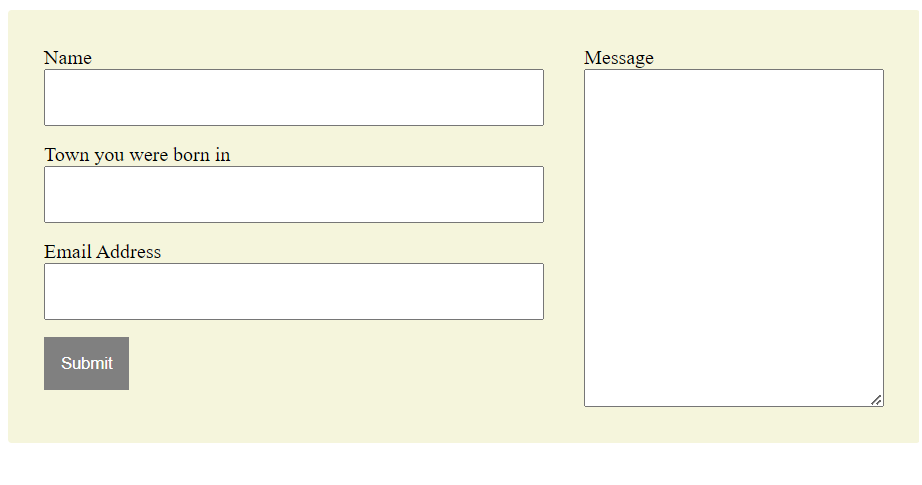 Name
Town you were born in
Email Address
Submit
Message